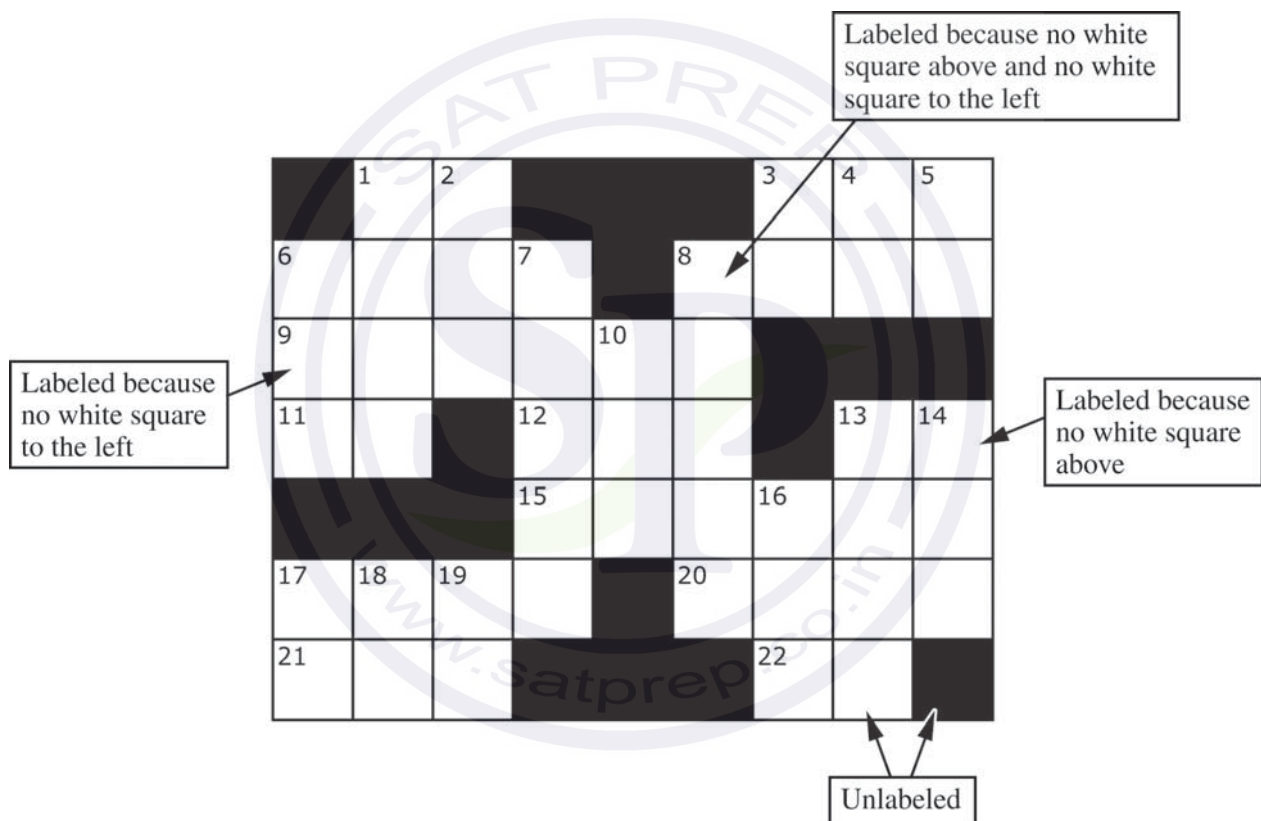 Labeled because no white
square above and no white
square to the left
1 2 3 4 5
6 7 8
9 10
Labeled because
no white square
to the left
11 12 13 14
Labeled because
no white square
above
15 16
17 18 19 20
21 22
Unlabeled
SAT PREP
SP
www.satprep.co.in